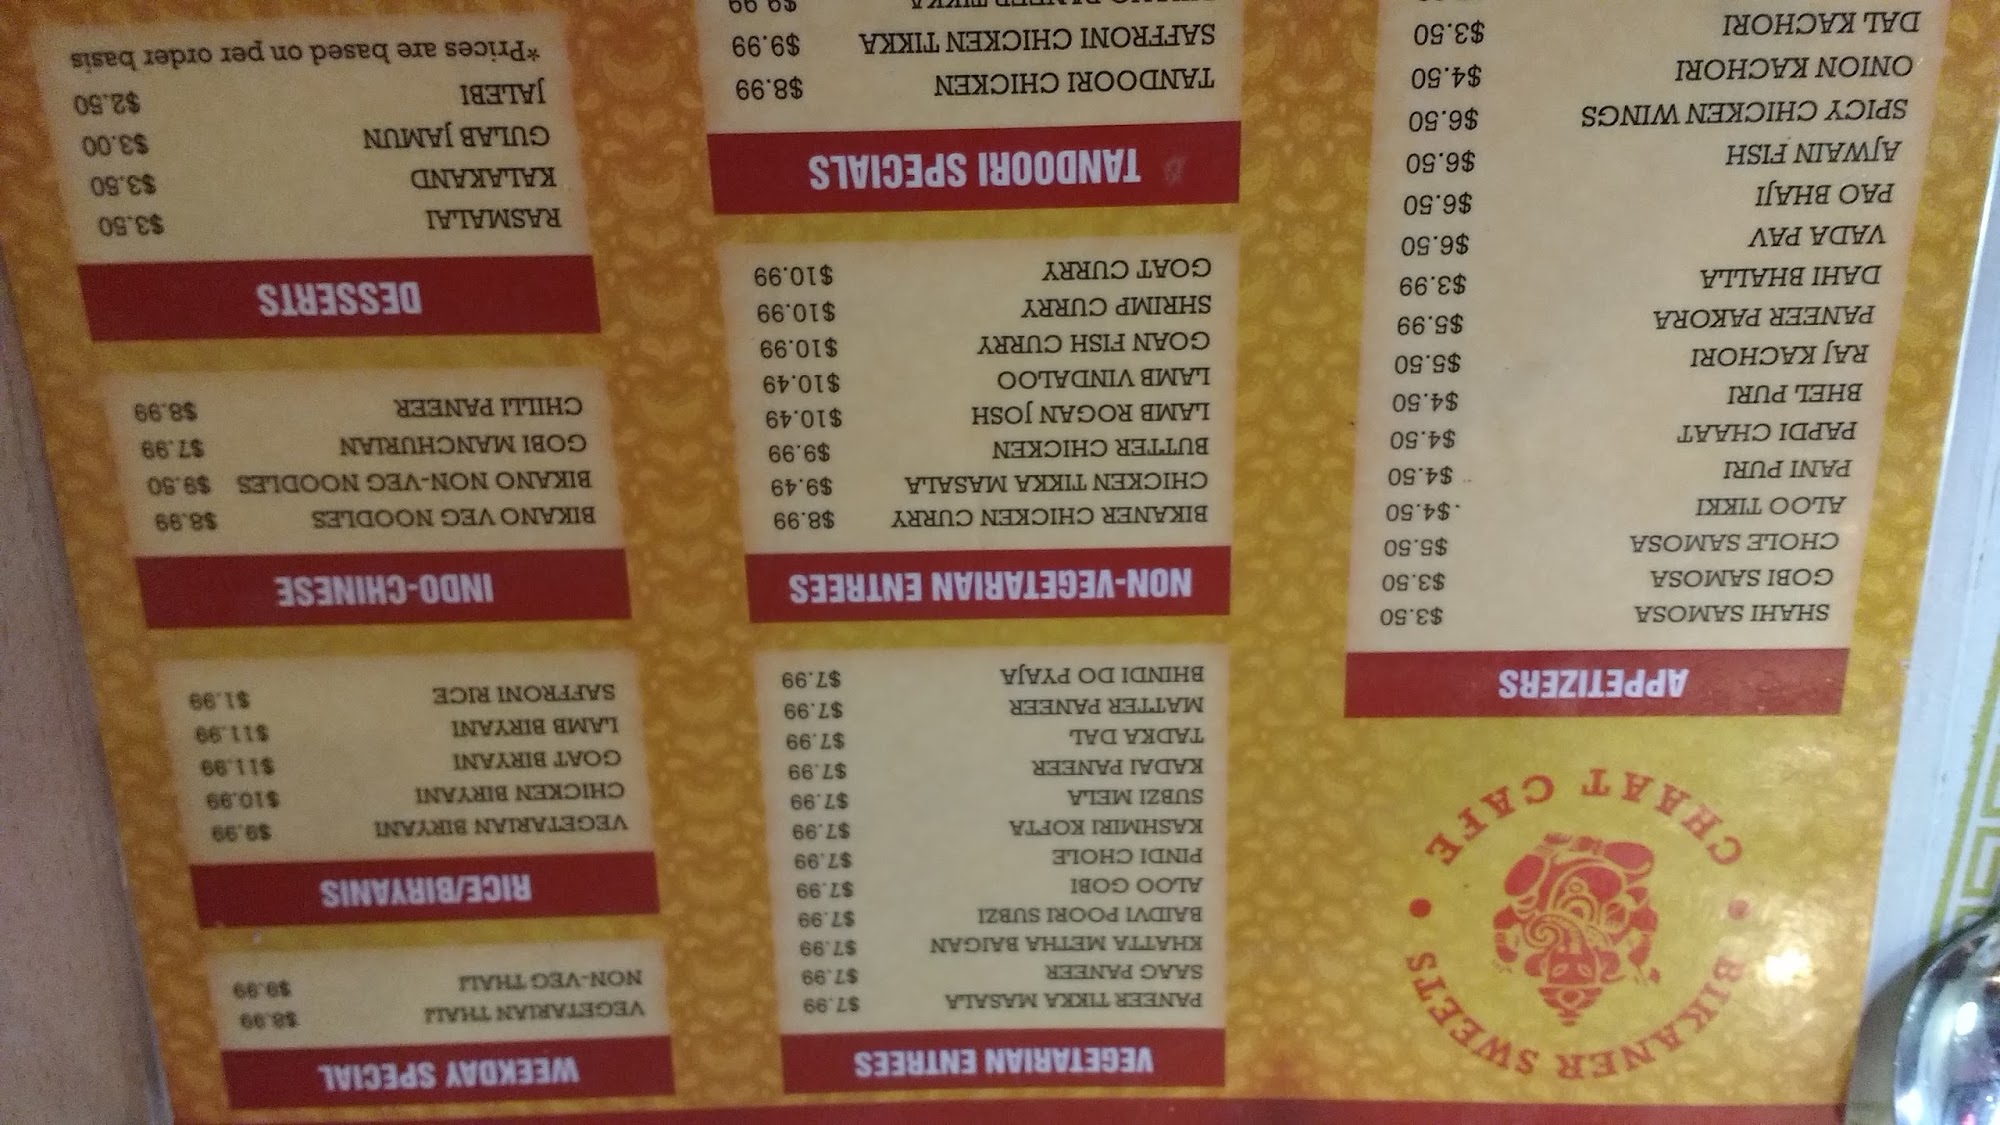 BIKANER SWEETS
CHAAT CAFE
APPETIZERS
SHAHI SAMOSA $3.50
GOBI SAMOSA $3.50
CHOLE SAMOSA $5.50
ALOO TIKKI $4.50
PANI PURI $4.50
PAPDI CHAAT $4.50
BHEL PURI $4.50
RAJ KACHORI $5.50
PANEER PAKORA $5.99
DAHI BHALLA $3.99
VADA PAV $6.50
PAO BHAJI $6.50
AJWAIN FISH $6.50
SPICY CHICKEN WINGS $6.50
ONION KACHORI $4.50
DAL KACHORI $3.50
VEGETARIAN ENTREES
PANEER TIKKA MASALA $7.99
SAAG PANEER $7.99
KHATTA METHA BAIGAN $7.99
BAIDVI POORI SUBZI $7.99
ALOO GOBI $7.99
PINDI CHOLE $7.99
KASHMIRI KOFTA $7.99
SUBZI MELA $7.99
KADAI PANEER $7.99
TADKA DAL $7.99
MATTER PANEER $7.99
BHINDI DO PYAJA $7.99
NON-VEGETARIAN ENTREES
BIKANER CHICKEN CURRY $8.99
CHICKEN TIKKA MASALA $9.49
BUTTER CHICKEN $9.99
LAMB ROGAN JOSH $10.49
LAMB VINDALOO $10.49
GOAN FISH CURRY $10.99
SHRIMP CURRY $10.99
GOAT CURRY $10.99
TANDOORI SPECIALS
TANDOORI CHICKEN $8.99
SAFFRONI CHICKEN TIKKA $9.99
PANEER TIKKA $9.99
WEEKDAY SPECIAL
VEGETARIAN THALI $8.99
NON-VEG THALI $9.99
RICE/BIRYANIS
VEGETARIAN BIRYANI $9.99
CHICKEN BIRYANI $10.99
GOAT BIRYANI $11.99
LAMB BIRYANI $11.99
SAFFRONI RICE $1.99
INDO-CHINESE
BIKANO VEG NOODLES $8.99
BIKANO NON-VEG NOODLES $9.50
GOBI MANCHURIAN $7.99
CHILLI PANEER $8.99
DESSERTS
RASMALAI $3.50
KALAKAND $3.50
GULAB JAMUN $3.00
JALEBI $2.50
*Prices are based on per order basis